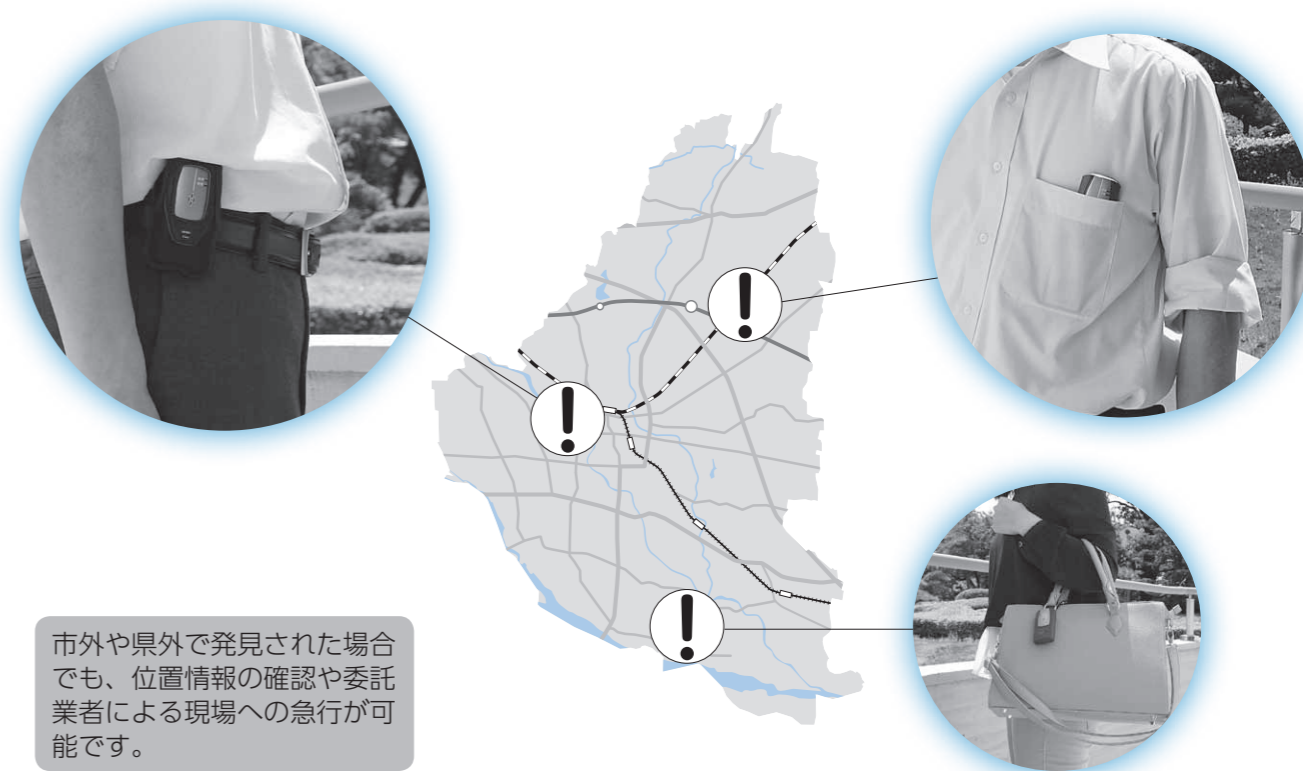 市外や県外で発見された場合
でも、位置情報の確認や委託
業者による現場への急行が可
能です。